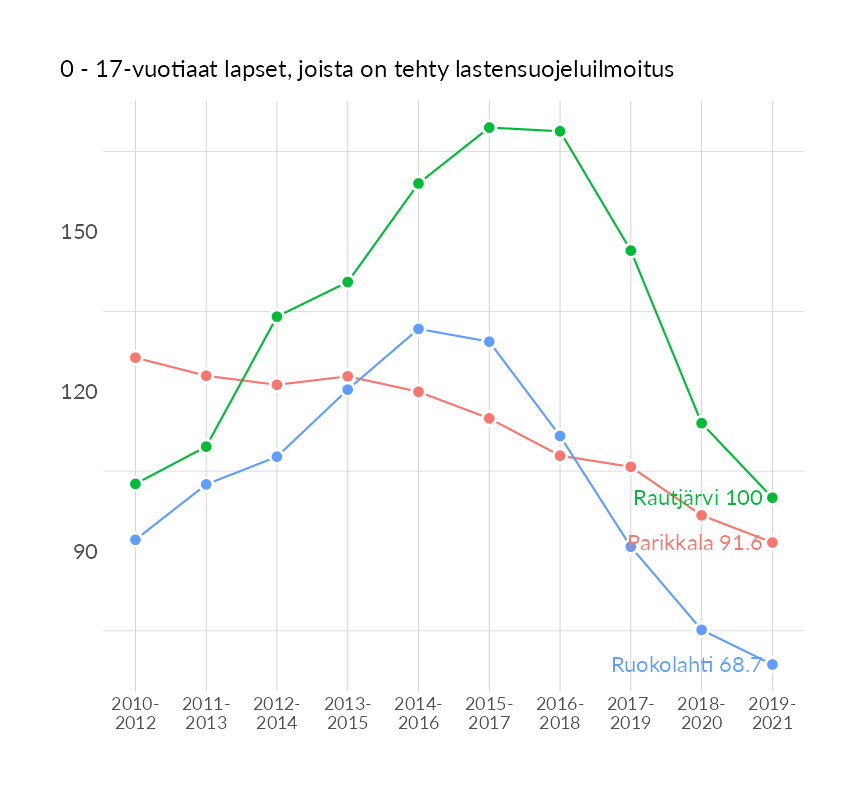 0 - 17-vuotiaat lapset, joista on tehty lastensuojeluilmoitus
150
120
90
Rautjärvi 100
Parikkala 91.6
Ruokolahti 68.7
2010- 2011- 2012- 2013- 2014- 2015- 2016- 2017- 2018- 2019-
2012 2013 2014 2015 2016 2017 2018 2019 2020 2021